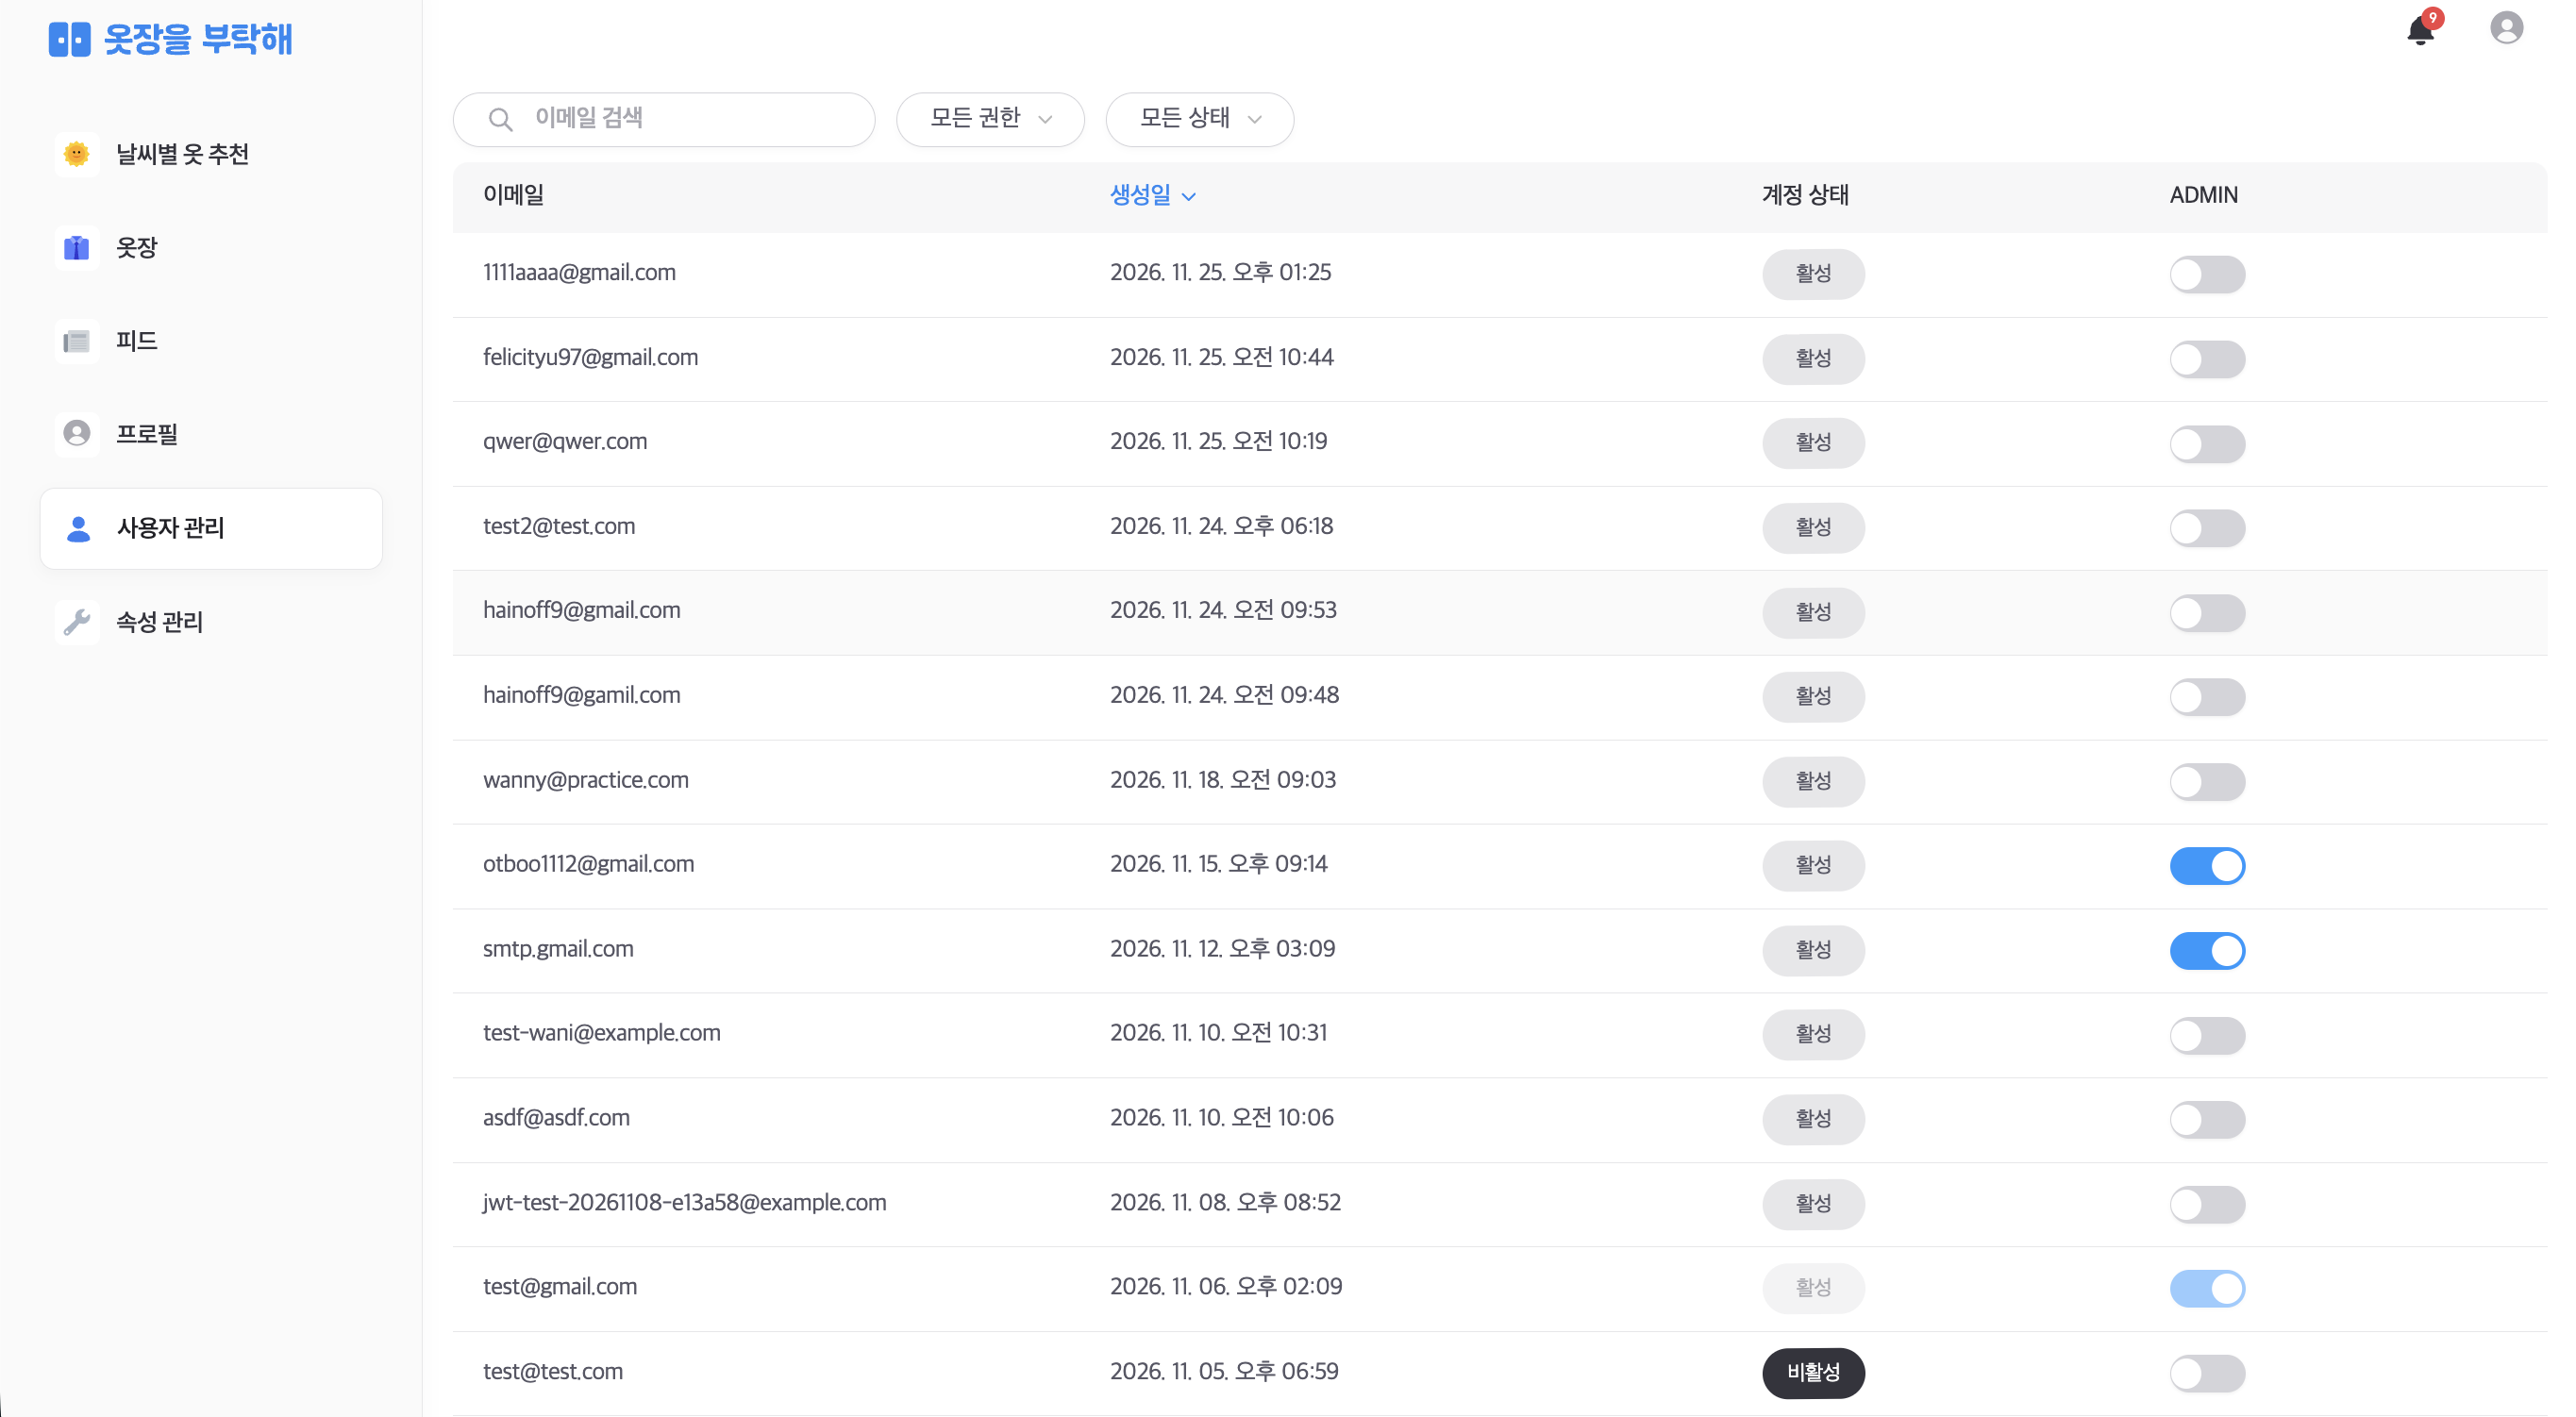 옷장을 부탁해
9
날씨별 옷 추천
옷장
피드
프로필
사용자 관리
속성 관리
이메일 검색 모든 권한 모든 상태
이메일 생성일 계정 상태 ADMIN
1111aaaa@gmail.com 2026. 11. 25. 오후 01:25 활성
felicityu97@gmail.com 2026. 11. 25. 오전 10:44 활성
qwer@qwer.com 2026. 11. 25. 오전 10:19 활성
test2@test.com 2026. 11. 24. 오후 06:18 활성
hainoff9@gmail.com 2026. 11. 24. 오전 09:53 활성
hainoff9@gamil.com 2026. 11. 24. 오전 09:48 활성
wanny@practice.com 2026. 11. 18. 오전 09:03 활성
otboo1112@gmail.com 2026. 11. 15. 오후 09:14 활성
smtp.gmail.com 2026. 11. 12. 오후 03:09 활성
test-wani@example.com 2026. 11. 10. 오전 10:31 활성
asdf@asdf.com 2026. 11. 10. 오전 10:06 활성
jwt-test-20261108-e13a58@example.com 2026. 11. 08. 오후 08:52 활성
test@gmail.com 2026. 11. 06. 오후 02:09 활성
test@test.com 2026. 11. 05. 오후 06:59 비활성